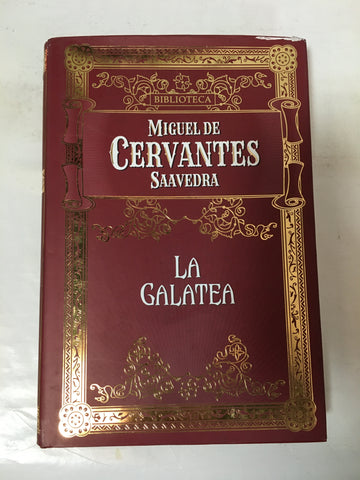 BIBLIOTECA
MIGUEL DE
CERVANTES
SAAVEDRA
LA
GALATEA